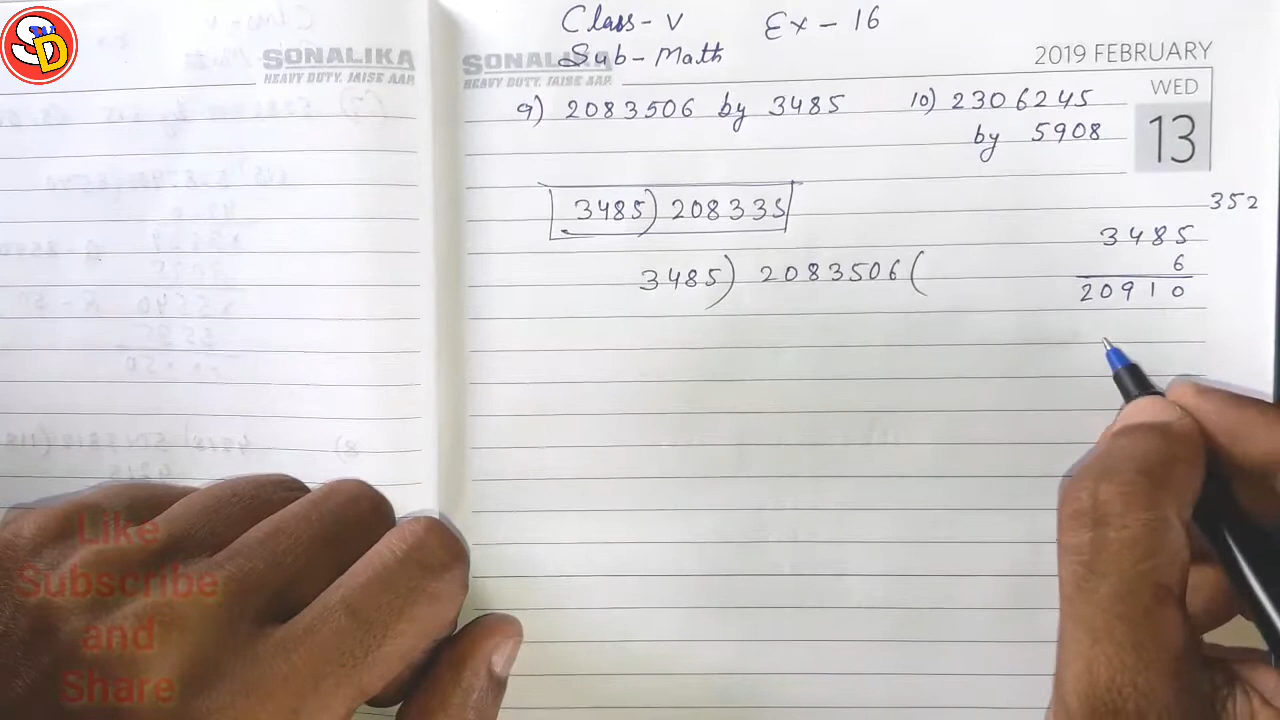 SD
Class - V Ex - 16
Sub - Math
SONALIKA
HEAVY DUTY. JAISE AAP.
SONALIKA
HEAVY DUTY. JAISE AAP.
2019 FEBRUARY
WED
13
9) 2083506 by 3485
10) 2306245
by 5908
3485) 208335
352
3485) 2083506(
3485
6
20910
Like
Subscribe
and
Share